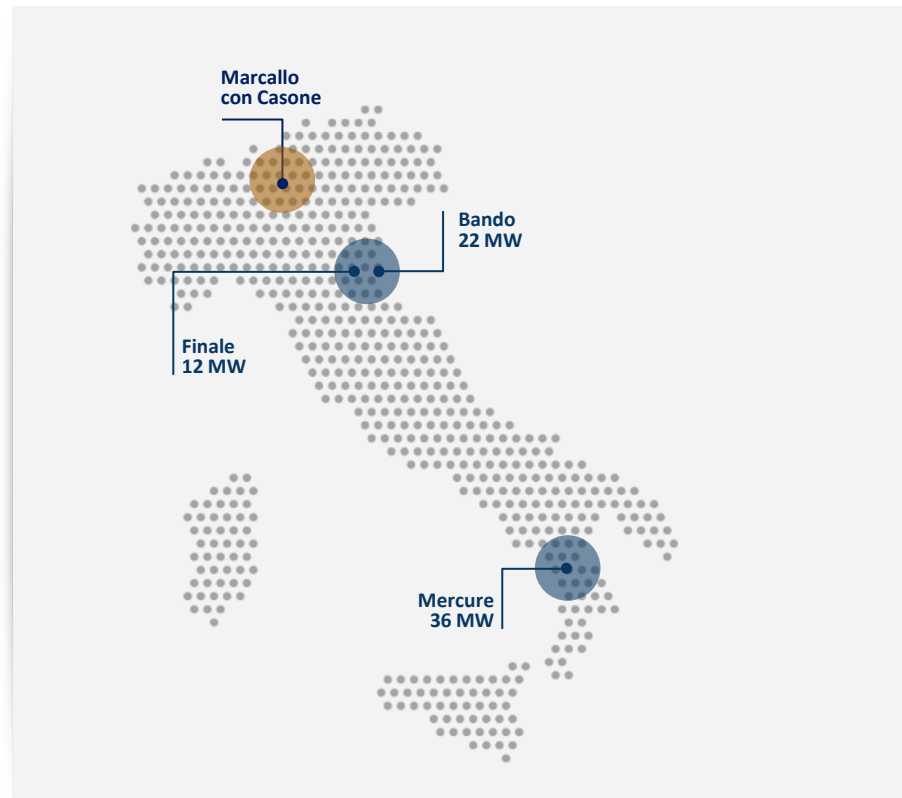 Marcallo
con Casone
Bando
22 MW
Finale
12 MW
Mercure
36 MW